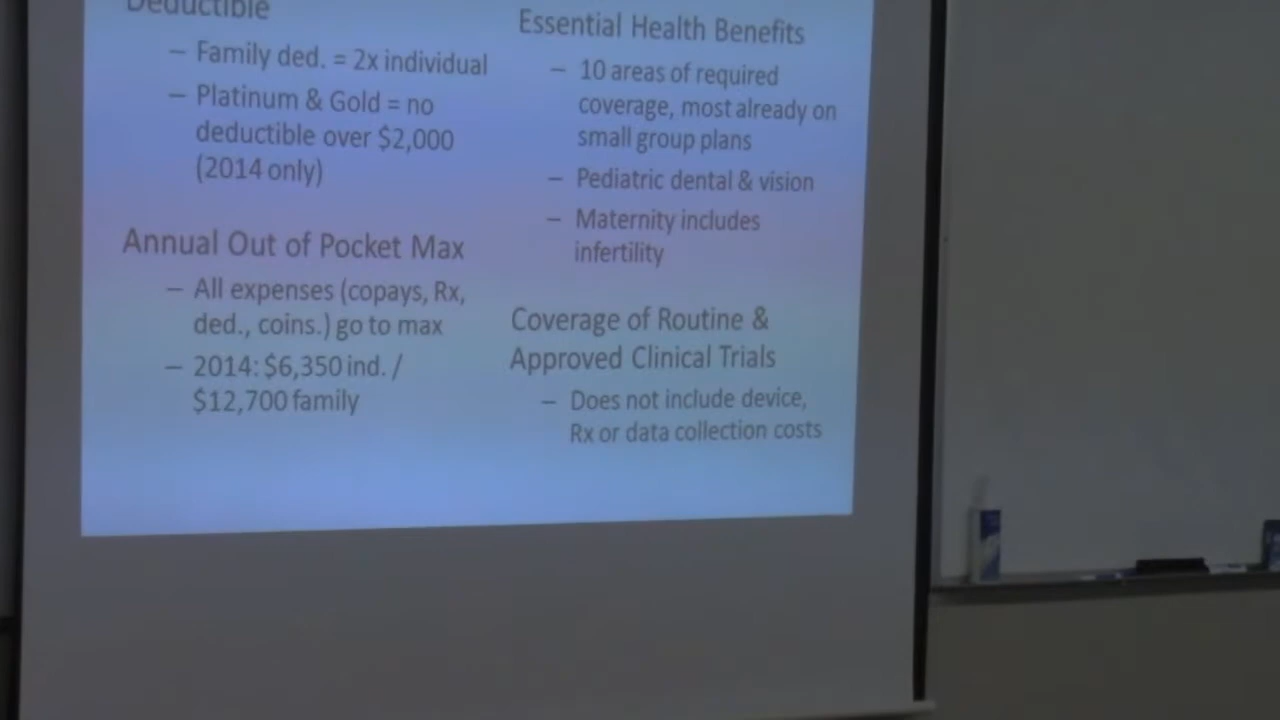 Deductible
– Family ded. = 2x individual
– Platinum & Gold = no
deductible over $2,000
(2014 only)
Annual Out of Pocket Max
– All expenses (copays, Rx,
ded., coins.) go to max
– 2014: $6,350 ind. /
$12,700 family
Essential Health Benefits
– 10 areas of required
coverage, most already on
small group plans
– Pediatric dental & vision
– Maternity includes
infertility
Coverage of Routine &
Approved Clinical Trials
– Does not include device,
Rx or data collection costs